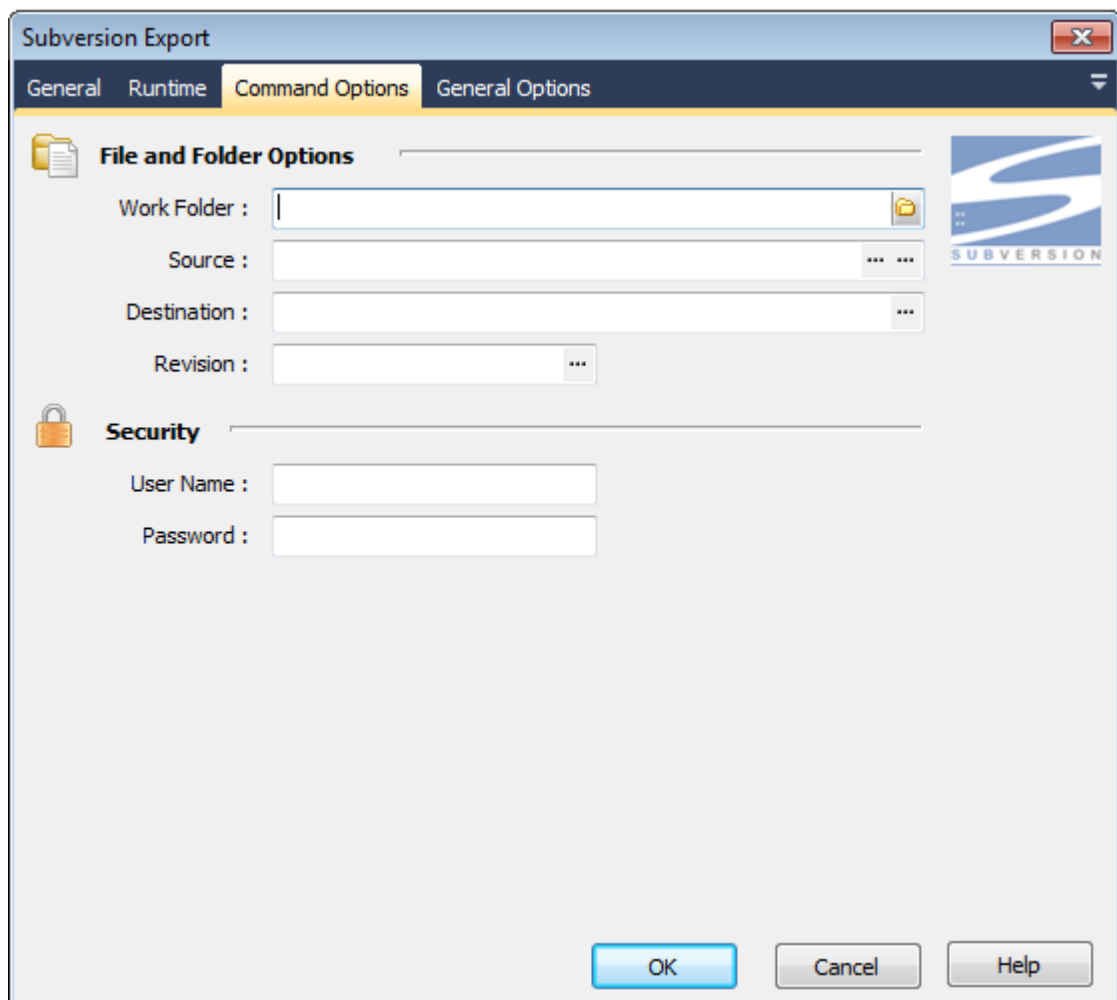 Subversion Export
General Runtime Command Options General Options
File and Folder Options
Work Folder :
Source :
... ...
Destination :
...
Revision :
...
SUBVERSION
Security
User Name :
Password :
OK Cancel Help